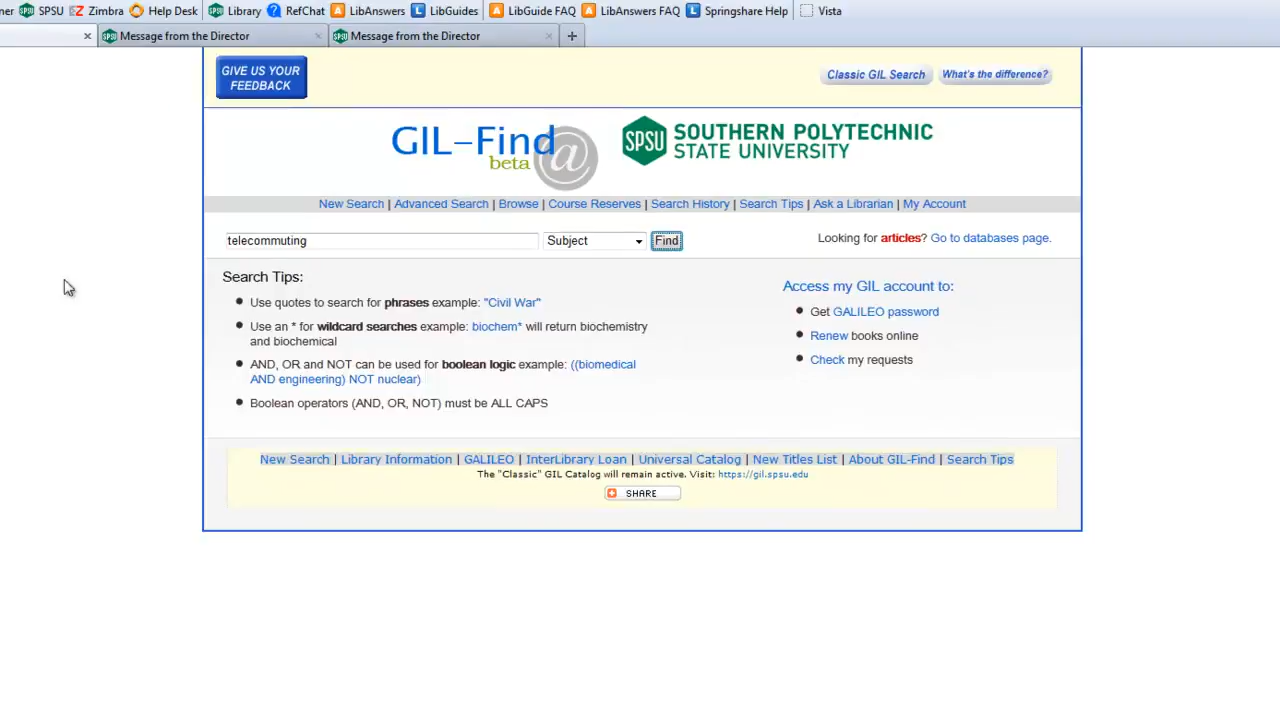 ner SPSU Zimbra Help Desk Library RefChat LibAnswers LibGuides LibGuide FAQ LibAnswers FAQ Springshare Help Vista
Message from the Director Message from the Director
GIVE US YOUR
FEEDBACK
Classic GIL Search What's the difference?
GIL-Find
beta
@
SPSU
SOUTHERN POLYTECHNIC
STATE UNIVERSITY
New Search | Advanced Search | Browse | Course Reserves | Search History | Search Tips | Ask a Librarian | My Account
telecommuting Subject Find Looking for articles? Go to databases page.
Search Tips:
Use quotes to search for phrases example: "Civil War"
Use an * for wildcard searches example: biochem* will return biochemistry
and biochemical
AND, OR and NOT can be used for boolean logic example: ((biomedical
AND engineering) NOT nuclear)
Boolean operators (AND, OR, NOT) must be ALL CAPS
Access my GIL account to:
Get GALILEO password
Renew books online
Check my requests
New Search | Library Information | GALILEO | InterLibrary Loan | Universal Catalog | New Titles List | About GIL-Find | Search Tips
The "Classic" GIL Catalog will remain active. Visit: https://gil.spsu.edu
SHARE